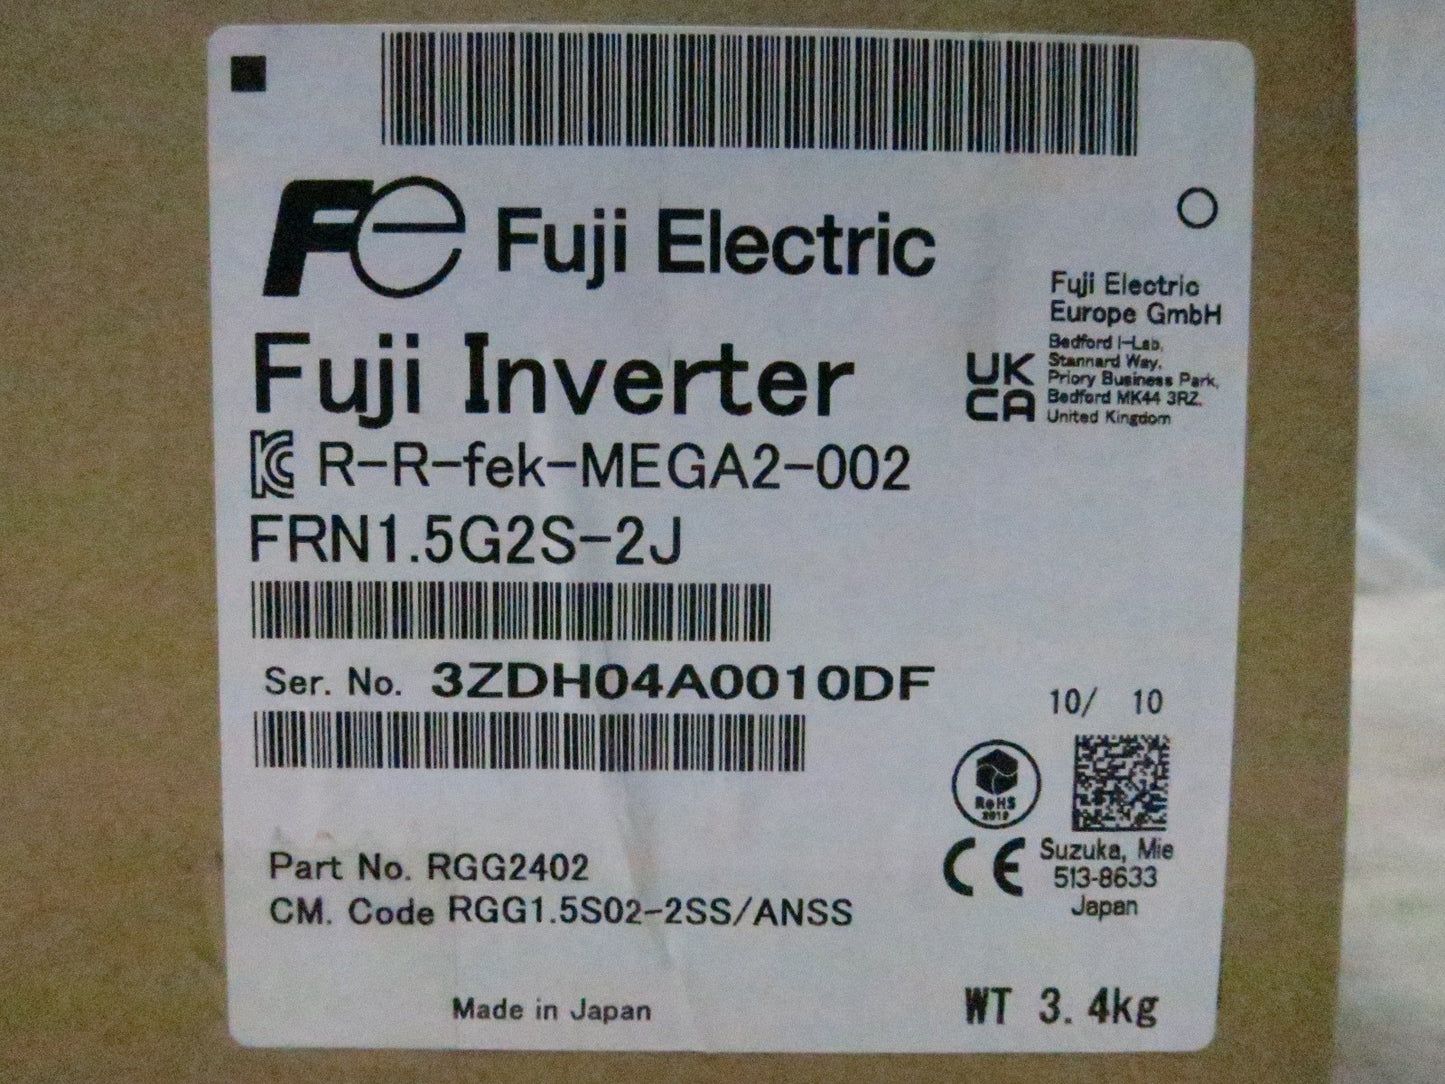 Fe Fuji Electric
Fuji Electric
Europe GmbH
Bedford I-Lab,
Stannard Way,
Priory Business Park,
Bedford MK44 3RZ,
United Kingdom
UK
CA
Fuji Inverter
KC R-R-fek-MEGA2-002
FRN1.5G2S-2J
Ser. No. 3ZDH04A0010DF
10/ 10
RoHS
2012
CE
Suzuka, Mie
513-8633
Japan
Part No. RGG2402
CM. Code RGG1.5S02-2SS/ANSS
Made in Japan
WT 3.4kg